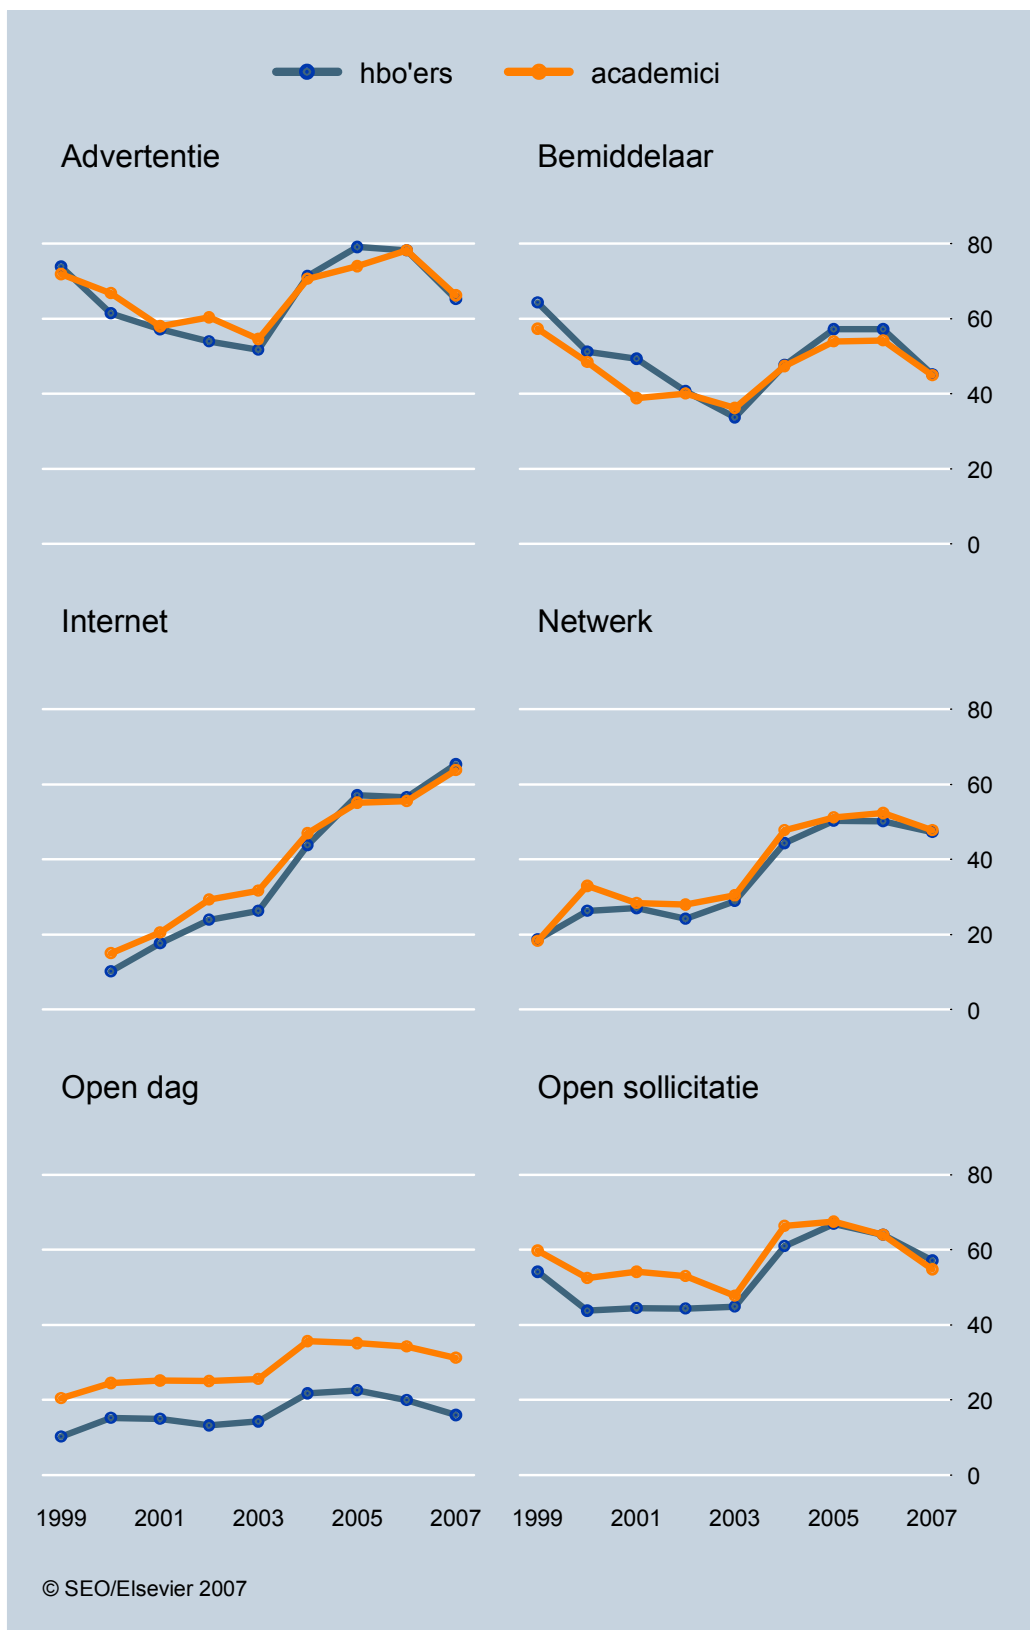 hbo'ers academici
Advertentie Bemiddelaar
80
60
40
20
0
Internet Netwerk
80
60
40
20
0
Open dag Open sollicitatie
80
60
40
20
0
1999 2001 2003 2005 2007 1999 2001 2003 2005 2007
© SEO/Elsevier 2007